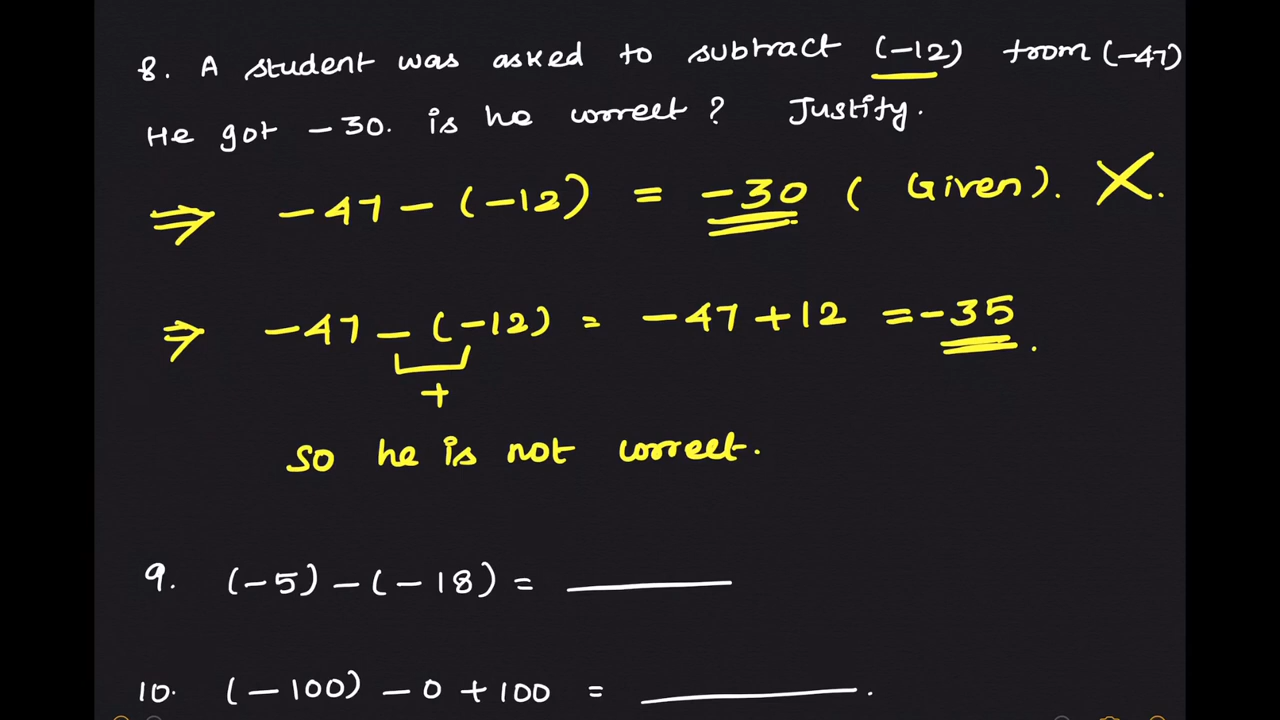 8. A student was asked to subtract (-12) from (-47)
He got -30. is he correct? Justify.
⇒ -47 - (-12) = -30 (Given). X.
⇒ -47 - (-12) = -47 + 12 = -35.
+
So he is not correct.
9. (-5) - (-18) = ________
10. (-100) - 0 + 100 = ________.